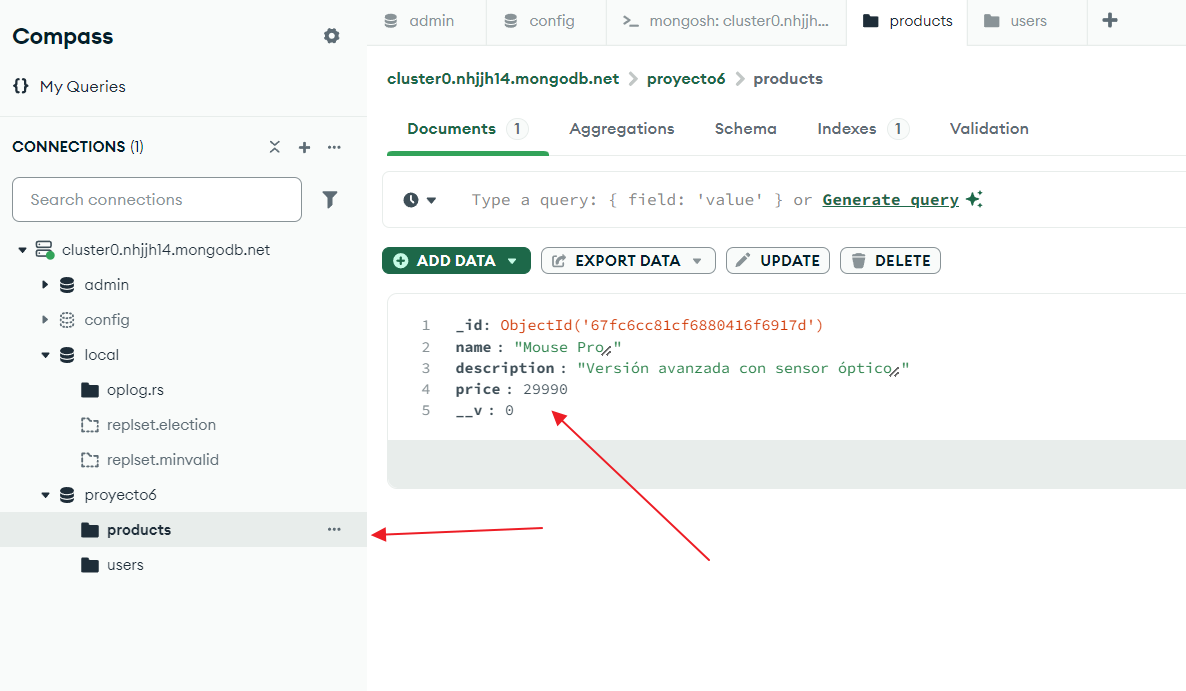 Compass
My Queries
CONNECTIONS (1)
Search connections
cluster0.nhjjh14.mongodb.net
admin
config
local
oplog.rs
replset.election
replset.minvalid
proyecto6
products
users
admin
config
mongosh: cluster0.nhjjh...
products
users
cluster0.nhjjh14.mongodb.net > proyecto6 > products
Documents 1 Aggregations Schema Indexes 1 Validation
Type a query: { field: 'value' } or Generate query
ADD DATA EXPORT DATA UPDATE DELETE
1 _id: ObjectId('67fc6cc81cf6880416f6917d')
2 name : "Mouse Pro"
3 description : "Versión avanzada con sensor óptico"
4 price : 29990
5 __v : 0